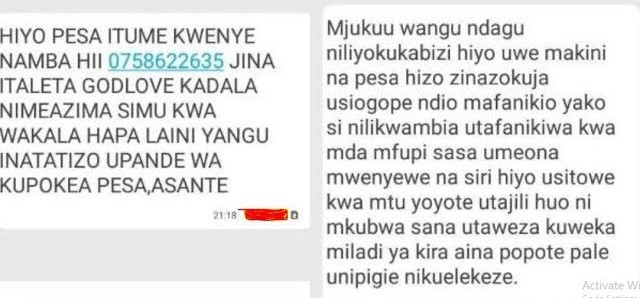 HIYO PESA ITUME KWENYE
NAMBA HII 0758622635 JINA
ITALETA GODLOVE KADALA
NIMEAZIMA SIMU KWA
WAKALA HAPA LAINI YANGU
INATATIZO UPANDE WA
KUPOKEA PESA,ASANTE
21:18
Mjukuu wangu ndagu
niliyokukabizi hiyo uwe makini
na pesa hizo zinazokuja
usiogope ndio mafanikio yako
si nilikwambia utafanikiwa kwa
mda mfupi sasa umeona
mwenyewe na siri hiyo usitowe
kwa mtu yoyote utajili huo ni
mkubwa sana utaweza kuweka
miladi ya kira aina popote pale
unipigie nikuelekeze.
Activate W